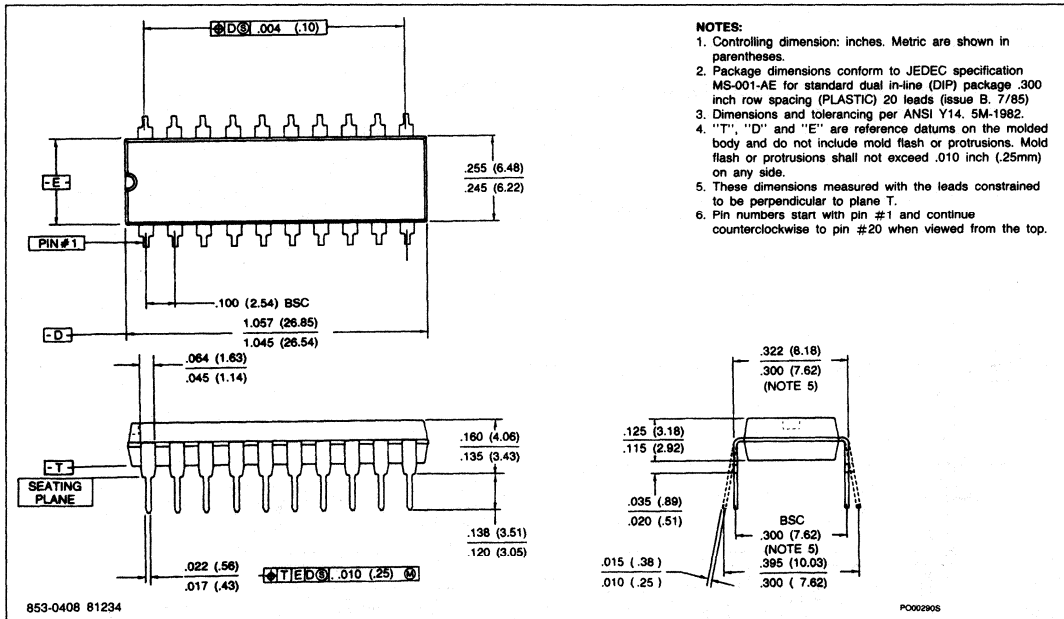 ⌖ D Ⓢ .004 (.10)
NOTES:
1. Controlling dimension: inches. Metric are shown in
parentheses.
2. Package dimensions conform to JEDEC specification
MS-001-AE for standard dual in-line (DIP) package .300
inch row spacing (PLASTIC) 20 leads (issue B. 7/85)
3. Dimensions and tolerancing per ANSI Y14. 5M-1982.
4. "T", "D" and "E" are reference datums on the molded
body and do not include mold flash or protrusions. Mold
flash or protrusions shall not exceed .010 inch (.25mm)
on any side.
5. These dimensions measured with the leads constrained
to be perpendicular to plane T.
6. Pin numbers start with pin #1 and continue
counterclockwise to pin #20 when viewed from the top.
-E-
.255 (6.48)
.245 (6.22)
PIN #1
.100 (2.54) BSC
-D-
1.057 (26.85)
1.045 (26.54)
.064 (1.63)
.045 (1.14)
.160 (4.06)
.135 (3.43)
-T-
SEATING
PLANE
.138 (3.51)
.120 (3.05)
.022 (.56)
.017 (.43)
⌖ T E D Ⓢ .010 (.25) Ⓜ
.322 (8.18)
.300 (7.62)
(NOTE 5)
.125 (3.18)
.115 (2.92)
.035 (.89)
.020 (.51)
BSC
.300 (7.62)
(NOTE 5)
.395 (10.03)
.300 ( 7.62)
.015 ( .38 )
.010 ( .25 )
853-0408 81234
PO00290S